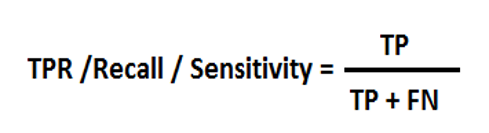 TPR /Recall / Sensitivity = TP
TP + FN